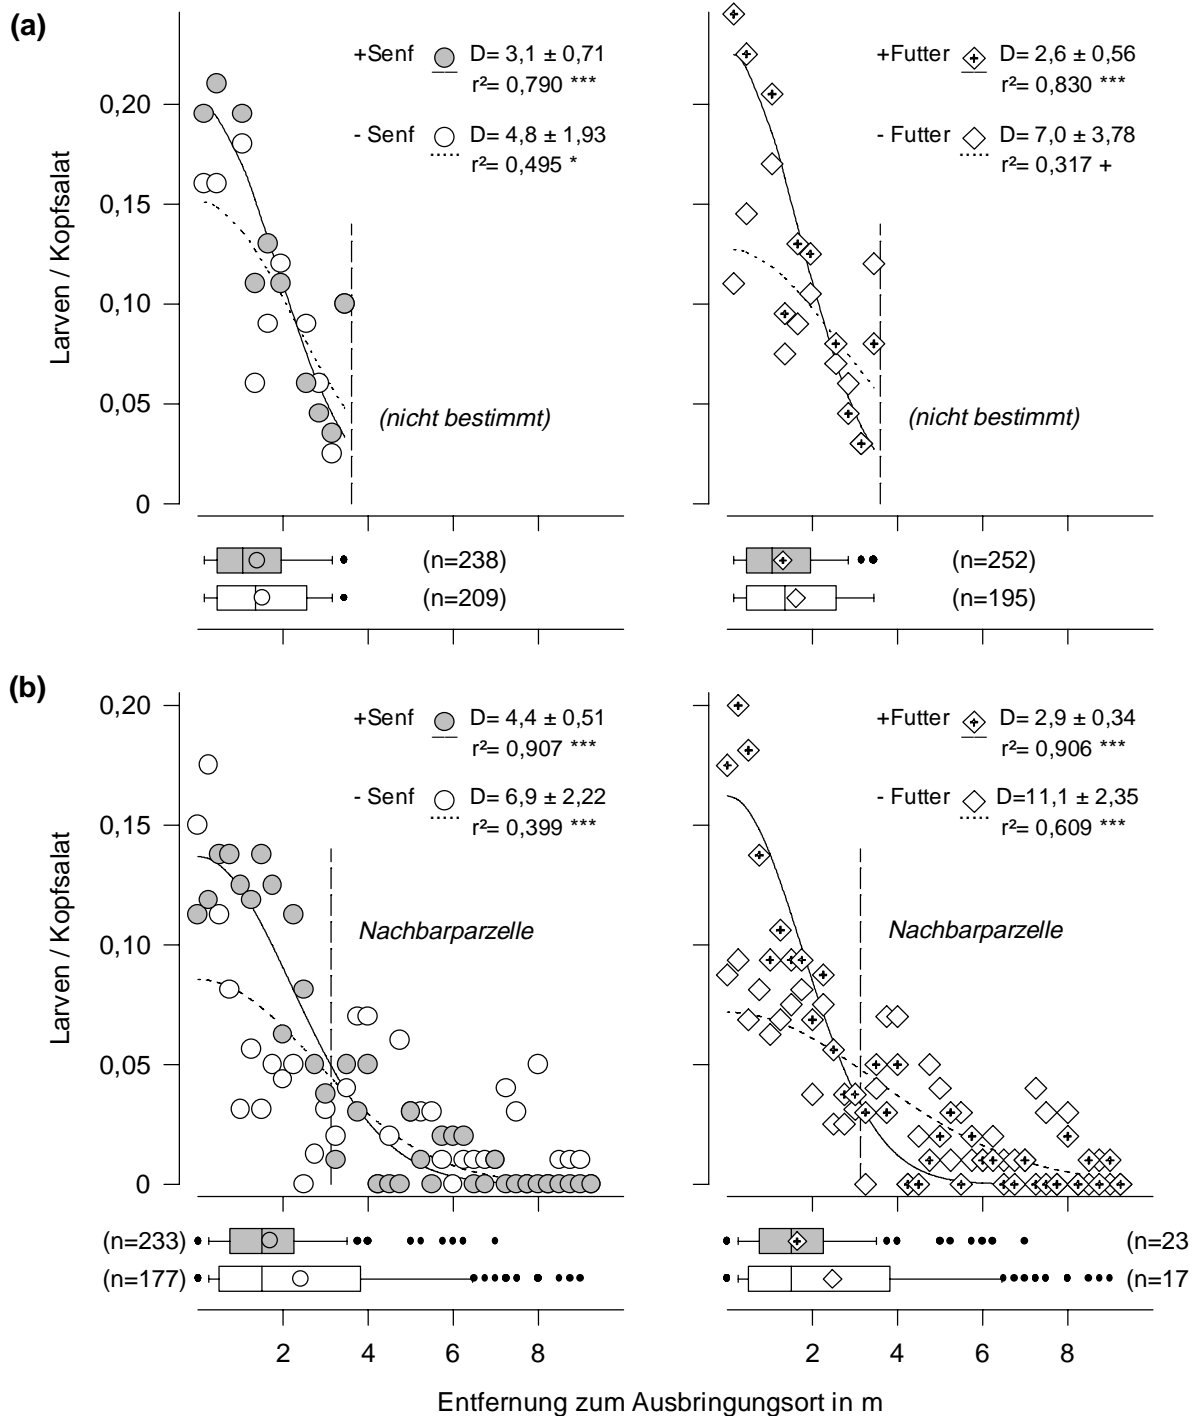 (a)
+Senf D= 3,1 ± 0,71
r²= 0,790 ***
- Senf D= 4,8 ± 1,93
r²= 0,495 *
+Futter D= 2,6 ± 0,56
r²= 0,830 ***
- Futter D= 7,0 ± 3,78
r²= 0,317 +
Larven / Kopfsalat
0,20
0,15
0,10
0,05
0
(nicht bestimmt)
(nicht bestimmt)
(n=238)
(n=209)
(n=252)
(n=195)
(b)
+Senf D= 4,4 ± 0,51
r²= 0,907 ***
- Senf D= 6,9 ± 2,22
r²= 0,399 ***
+Futter D= 2,9 ± 0,34
r²= 0,906 ***
- Futter D=11,1 ± 2,35
r²= 0,609 ***
Larven / Kopfsalat
0,20
0,15
0,10
0,05
0
Nachbarparzelle
Nachbarparzelle
(n=233)
(n=177)
(n=23
(n=17
2 4 6 8
2 4 6 8
Entfernung zum Ausbringungsort in m